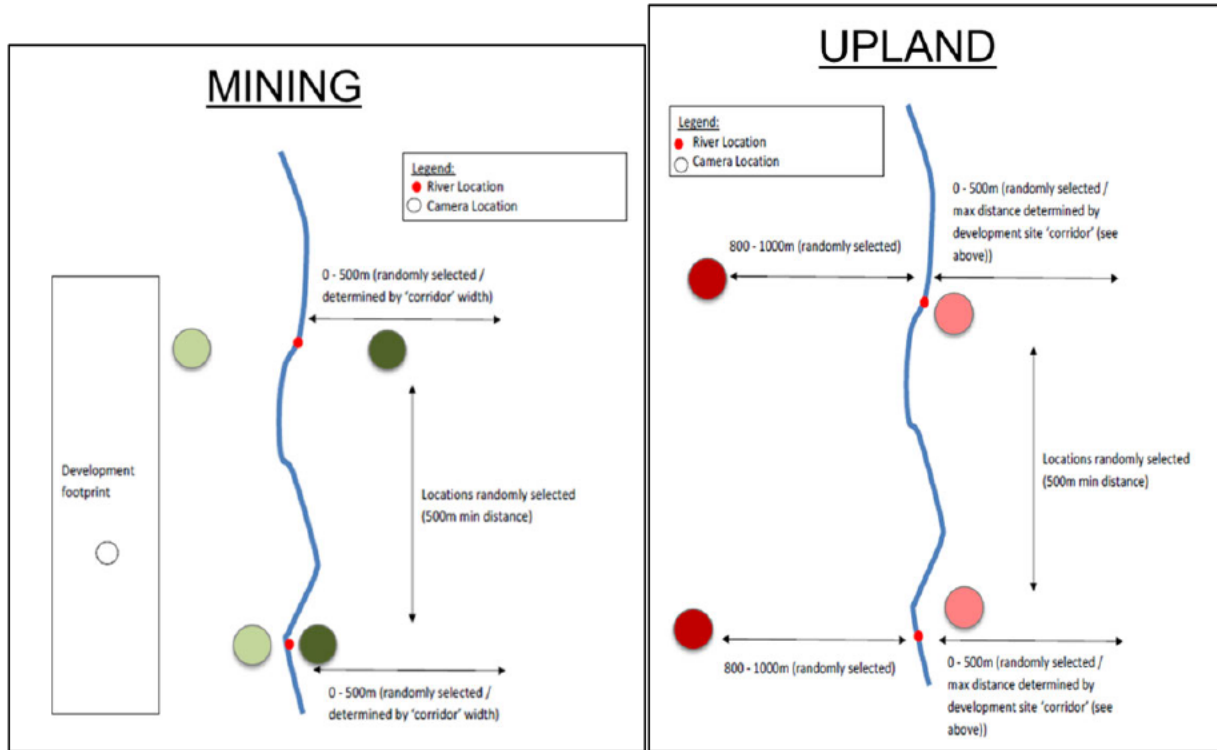 MINING
Legend:
River Location
Camera Location
0 - 500m (randomly selected /
determined by 'corridor' width)
Development
footprint
Locations randomly selected
(500m min distance)
0 - 500m (randomly selected /
determined by 'corridor' width)
UPLAND
Legend:
River Location
Camera Location
0 - 500m (randomly selected /
max distance determined by
development site 'corridor' (see
above))
800 - 1000m (randomly selected)
Locations randomly selected
(500m min distance)
800 - 1000m (randomly selected)
0 - 500m (randomly selected /
max distance determined by
development site 'corridor' (see
above))